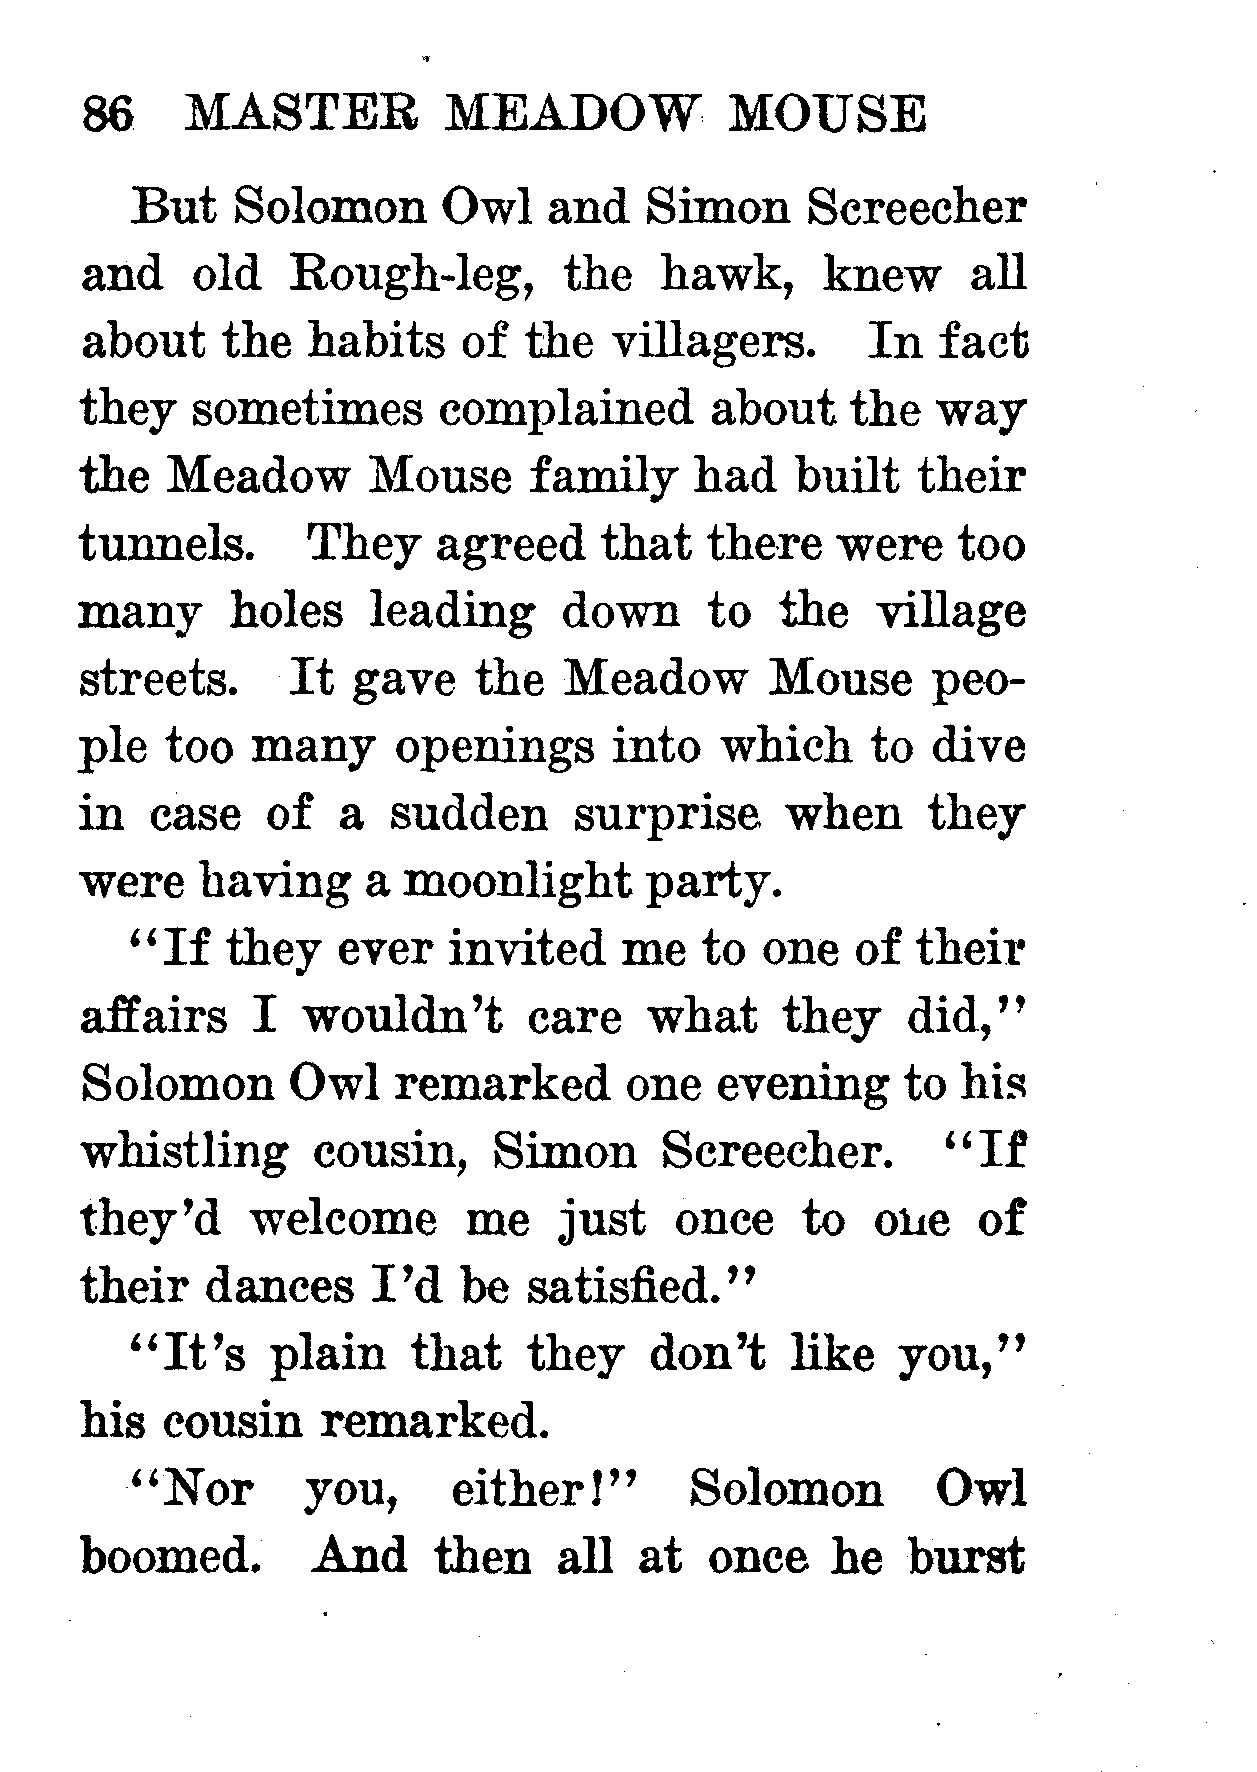 86 MASTER MEADOW MOUSE
But Solomon Owl and Simon Screecher
and old Rough-leg, the hawk, knew all
about the habits of the villagers. In fact
they sometimes complained about the way
the Meadow Mouse family had built their
tunnels. They agreed that there were too
many holes leading down to the village
streets. It gave the Meadow Mouse peo-
ple too many openings into which to dive
in case of a sudden surprise when they
were having a moonlight party.
“If they ever invited me to one of their
affairs I wouldn’t care what they did,”
Solomon Owl remarked one evening to his
whistling cousin, Simon Screecher. “If
they’d welcome me just once to one of
their dances I’d be satisfied.”
“It’s plain that they don’t like you,”
his cousin remarked.
“Nor you, either!” Solomon Owl
boomed. And then all at once he burst